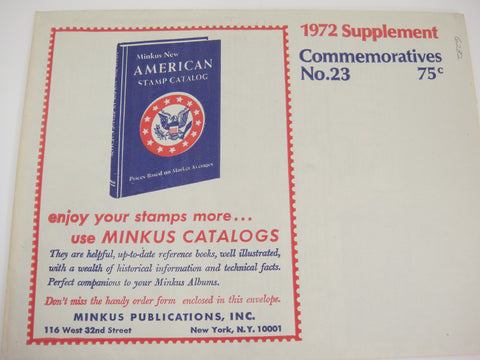 1972 Supplement
Commemoratives
No.23 75c
Minkus New
AMERICAN
STAMP CATALOG
Prices Based on Market Averages
enjoy your stamps more...
use MINKUS CATALOGS
They are helpful, up-to-date reference books, well illustrated,
with a wealth of historical information and technical facts.
Perfect companions to your Minkus Albums.
Don't miss the handy order form enclosed in this envelope.
MINKUS PUBLICATIONS, INC.
116 West 32nd Street New York, N.Y. 10001